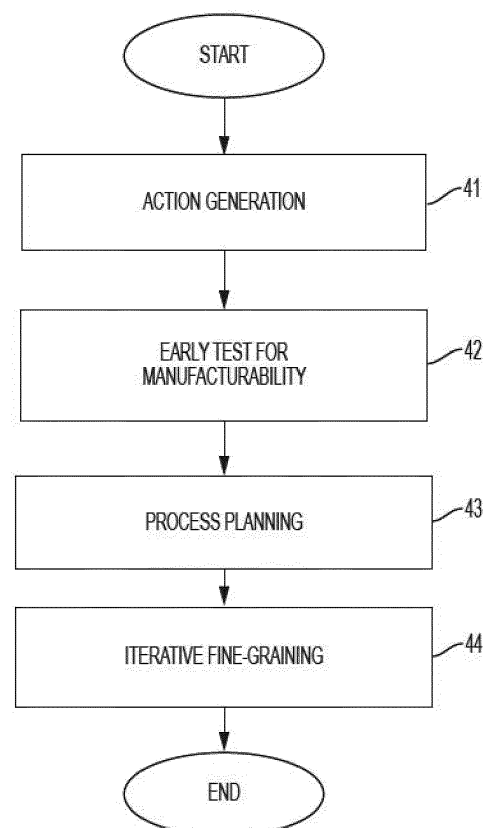 START
ACTION GENERATION
41
EARLY TEST FOR
MANUFACTURABILITY
42
PROCESS PLANNING
43
ITERATIVE FINE-GRAINING
44
END